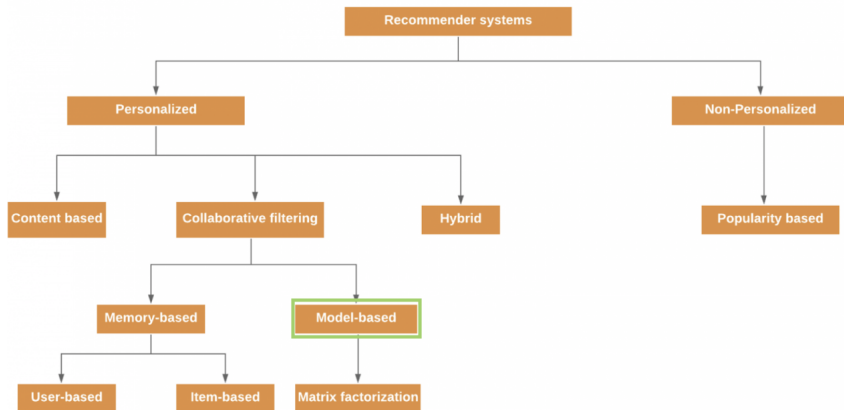 Recommender systems
Personalized
Non-Personalized
Content based
Collaborative filtering
Hybrid
Popularity based
Memory-based
Model-based
User-based
Item-based
Matrix factorization